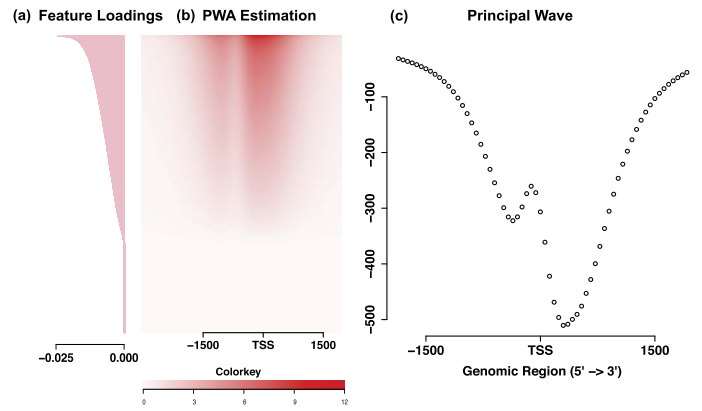 (a) Feature Loadings
(b) PWA Estimation
(c) Principal Wave
−0.025 0.000
−1500 TSS 1500
Colorkey
0 3 6 9 12
−100
−200
−300
−400
−500
−1500 TSS 1500
Genomic Region (5' −> 3')